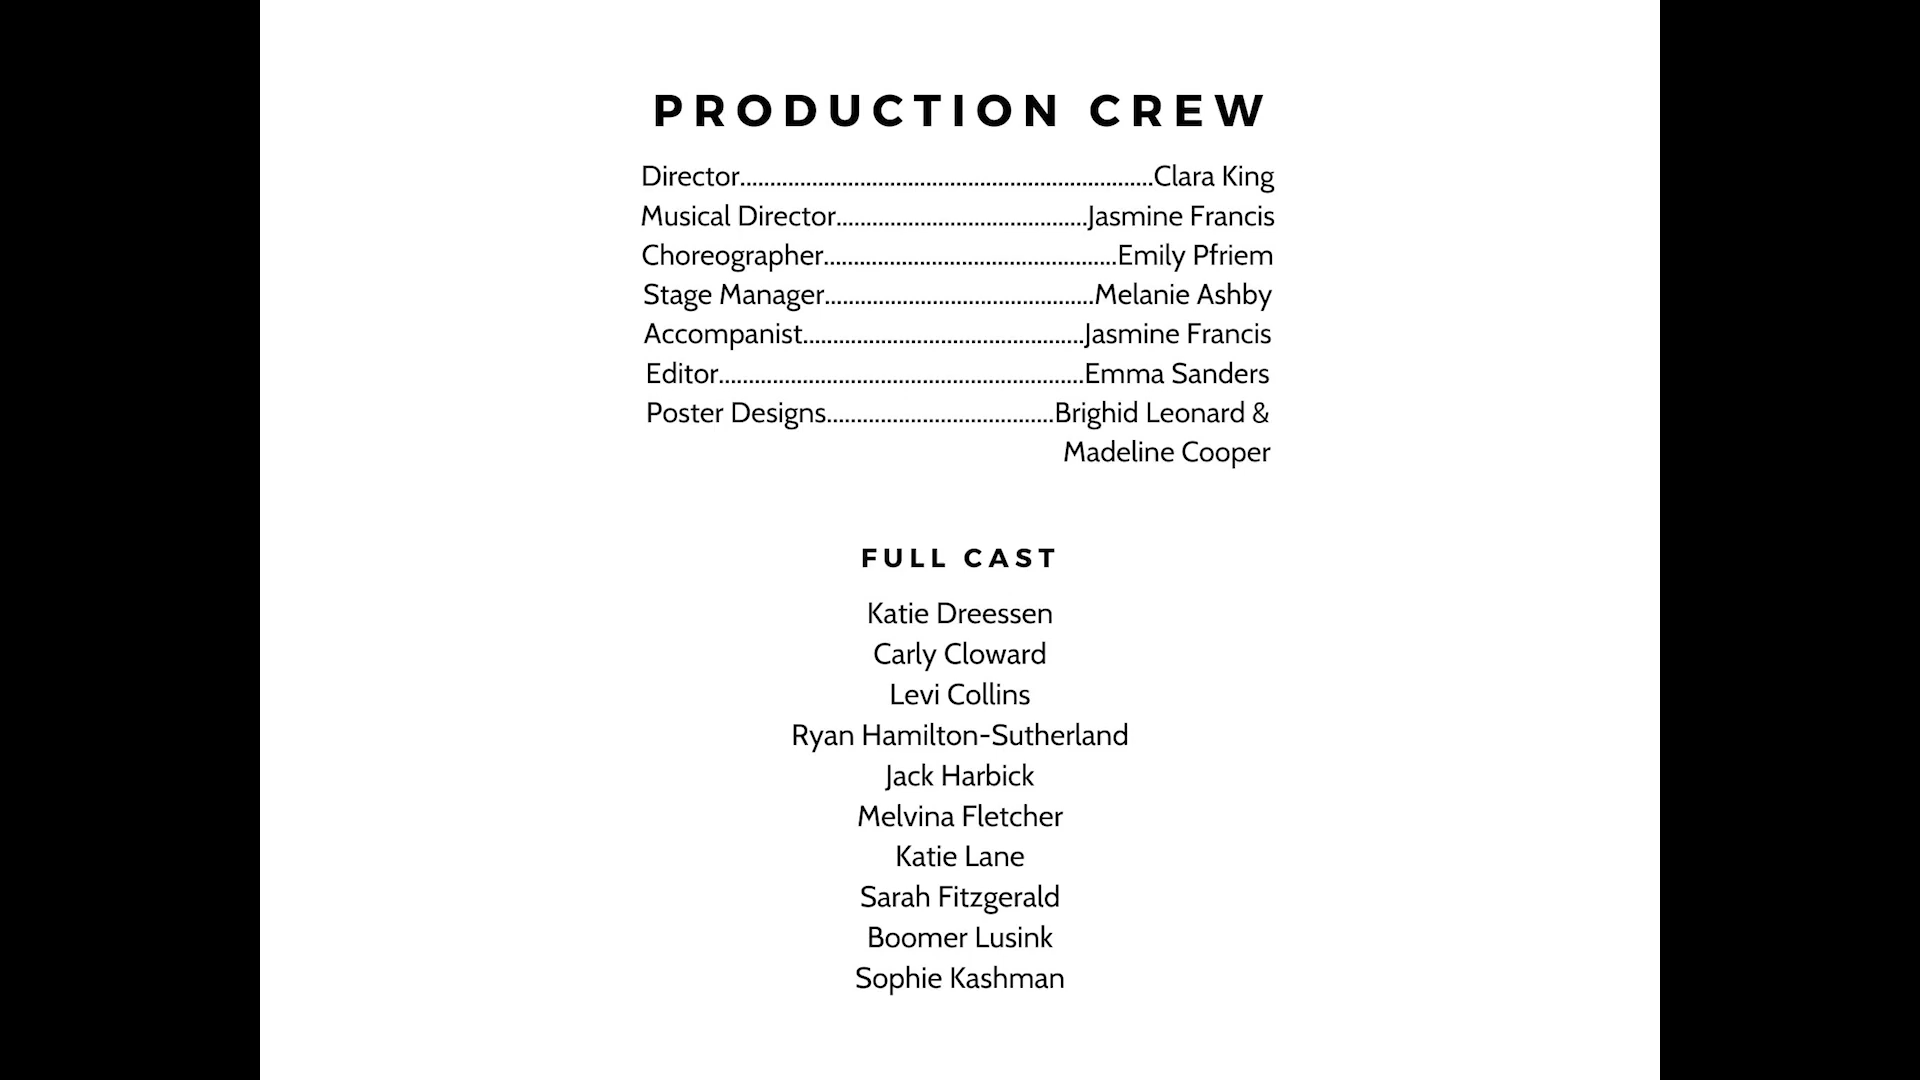 PRODUCTION CREW
Director.....................................................................Clara King
Musical Director..........................................Jasmine Francis
Choreographer.................................................Emily Pfriem
Stage Manager.............................................Melanie Ashby
Accompanist...............................................Jasmine Francis
Editor.............................................................Emma Sanders
Poster Designs......................................Brighid Leonard &
Madeline Cooper
FULL CAST
Katie Dreessen
Carly Cloward
Levi Collins
Ryan Hamilton-Sutherland
Jack Harbick
Melvina Fletcher
Katie Lane
Sarah Fitzgerald
Boomer Lusink
Sophie Kashman